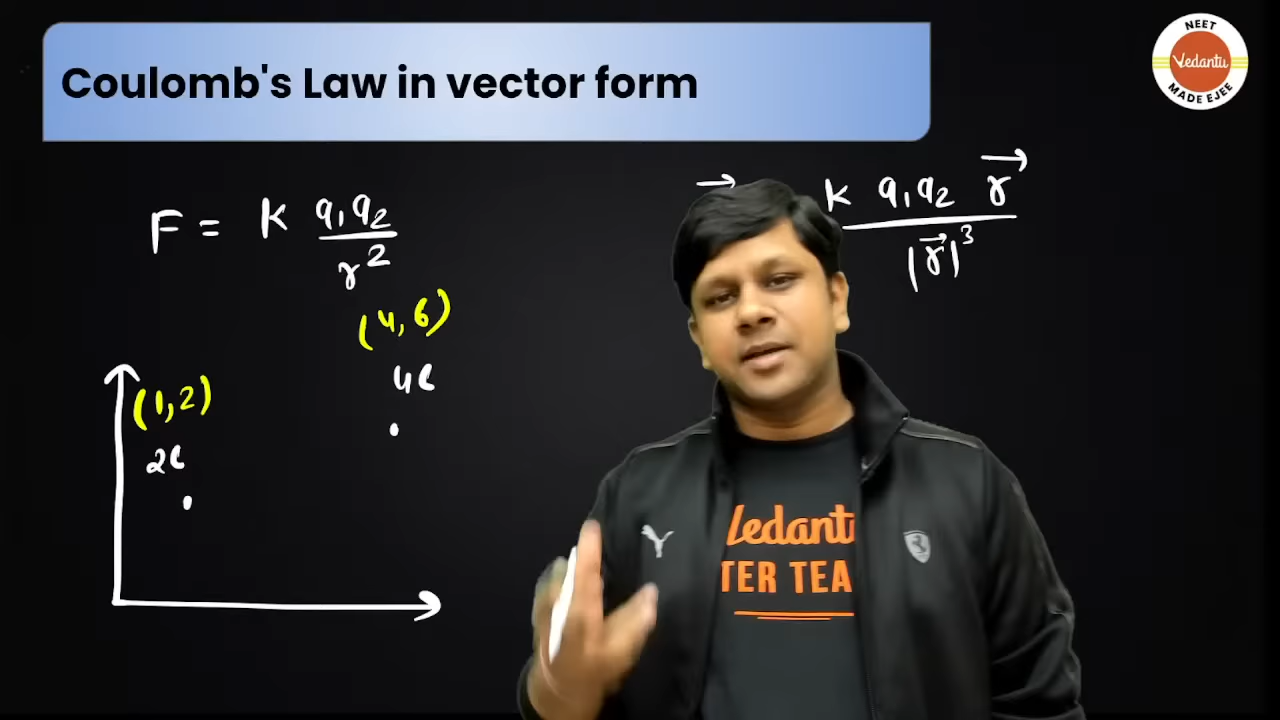 Coulomb's Law in vector form
NEET
Vedantu
MADE EJEE
F = K q₁q₂ / r²
K q₁q₂ r⃗ / |r⃗|³
(4,6)
4C
(1,2)
2C
Vedantu
TER TEA